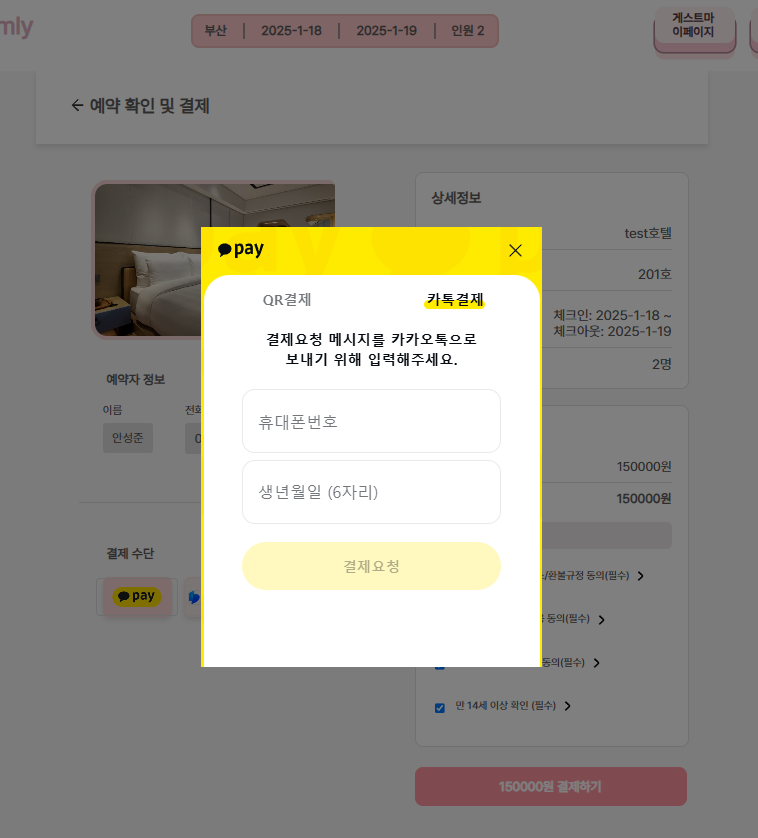 mly
부산 | 2025-1-18 | 2025-1-19 | 인원 2
게스트마
이페이지
← 예약 확인 및 결제
상세정보
test호텔
201호
체크인: 2025-1-18 ~
체크아웃: 2025-1-19
2명
pay
QR결제 카톡결제
결제요청 메시지를 카카오톡으로
보내기 위해 입력해주세요.
휴대폰번호
생년월일 (6자리)
결제요청
예약자 정보
이름
안성준
전화
0
결제 수단
pay
150000원
150000원
/환불규정 동의(필수)
동의(필수)
동의(필수)
만 14세 이상 확인 (필수)
150000원 결제하기